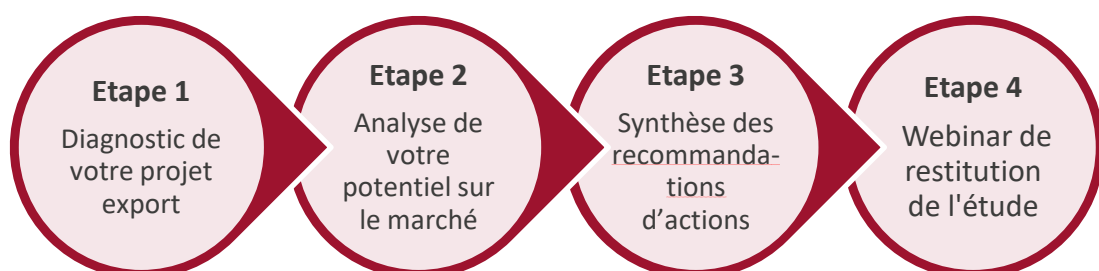 Etape 1
Diagnostic de
votre projet
export
Etape 2
Analyse de
votre
potentiel sur
le marché
Etape 3
Synthèse des
recommanda-
tions
d’actions
Etape 4
Webinar de
restitution
de l'étude